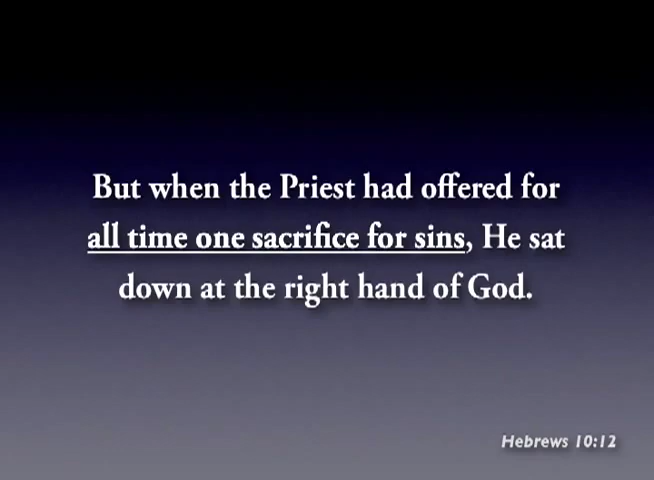 But when the Priest had offered for
all time one sacrifice for sins, He sat
down at the right hand of God.
Hebrews 10:12